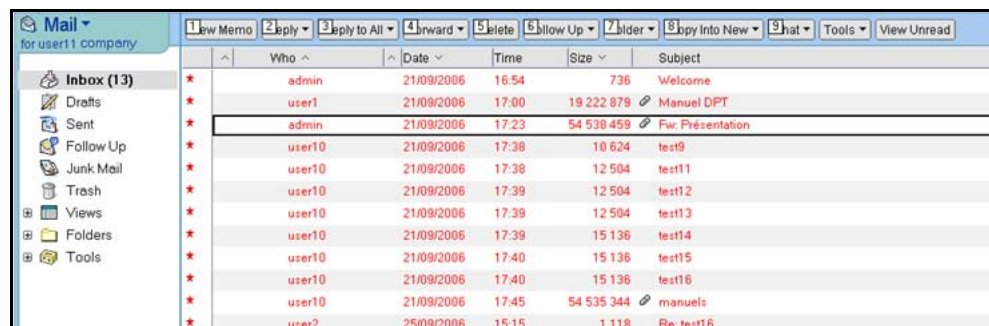 Mail
for user11 company
1ew Memo 2eply 3eply to All 4orward 5elete 6ollow Up 7older 8opy Into New 9hat Tools View Unread
Who Date Time Size Subject
Inbox (13)
Drafts
Sent
Follow Up
Junk Mail
Trash
Views
Folders
Tools
admin 21/09/2006 16:54 736 Welcome
user1 21/09/2006 17:00 19 222 879 Manuel DPT
admin 21/09/2006 17:23 54 538 459 Fw: Présentation
user10 21/09/2006 17:38 10 624 test9
user10 21/09/2006 17:38 12 504 test11
user10 21/09/2006 17:39 12 504 test12
user10 21/09/2006 17:39 12 504 test13
user10 21/09/2006 17:39 15 136 test14
user10 21/09/2006 17:40 15 136 test15
user10 21/09/2006 17:40 15 136 test16
user10 21/09/2006 17:45 54 535 344 manuels
user2 25/09/2006 15:15 1 118 Re: test16